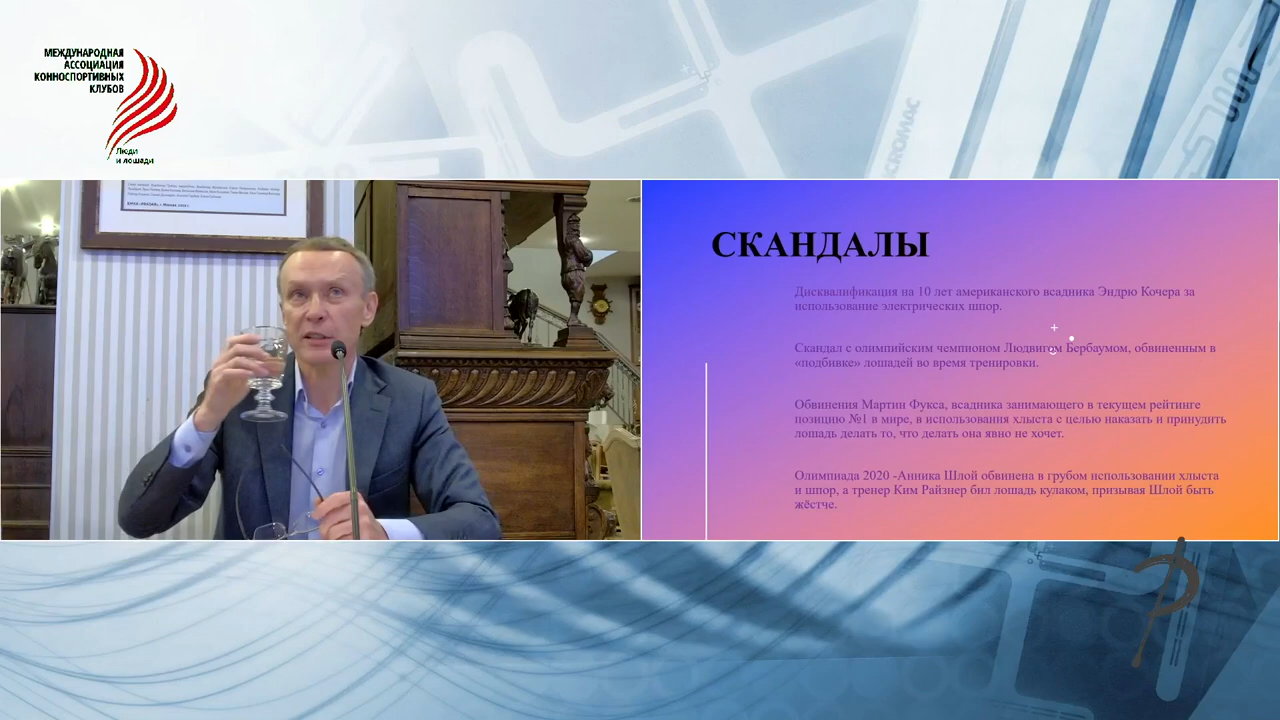 МЕЖДУНАРОДНАЯ
АССОЦИАЦИЯ
КОННОСПОРТИВНЫХ
КЛУБОВ
Люди
и лошади
СКАНДАЛЫ
Дисквалификация на 10 лет американского всадника Эндрю Кочера за
использование электрических шпор.
Скандал с олимпийским чемпионом Людвигом Бербаумом, обвиненным в
«подбивке» лошадей во время тренировки.
Обвинения Мартин Фукса, всадника занимающего в текущем рейтинге
позицию №1 в мире, в использования хлыста с целью наказать и принудить
лошадь делать то, что делать она явно не хочет.
Олимпиада 2020 -Анника Шлой обвинена в грубом использовании хлыста
и шпор, а тренер Ким Райзнер бил лошадь кулаком, призывая Шлой быть
жёстче.